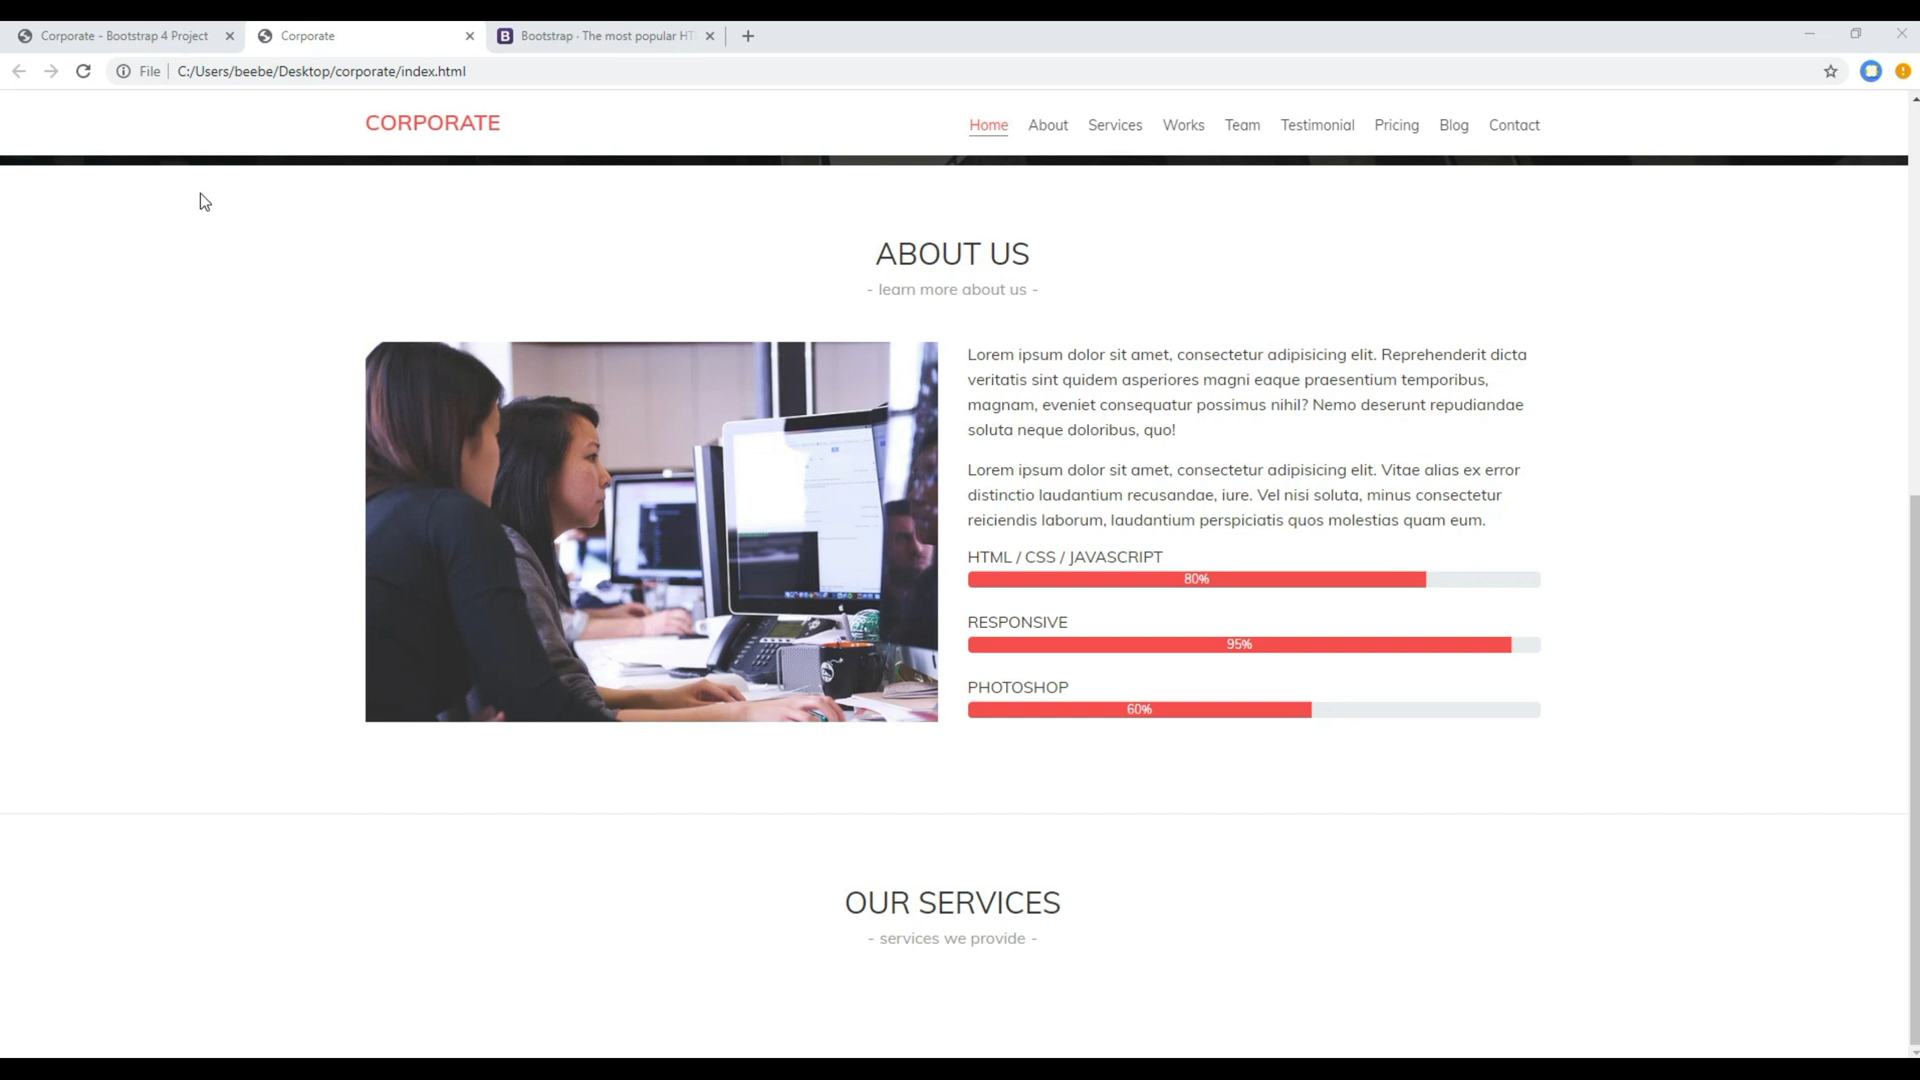 Corporate - Bootstrap 4 Project
Corporate
B Bootstrap · The most popular HT
File C:/Users/beebe/Desktop/corporate/index.html
CORPORATE
Home About Services Works Team Testimonial Pricing Blog Contact
ABOUT US
- learn more about us -
Lorem ipsum dolor sit amet, consectetur adipisicing elit. Reprehenderit dicta
veritatis sint quidem asperiores magni eaque praesentium temporibus,
magnam, eveniet consequatur possimus nihil? Nemo deserunt repudiandae
soluta neque doloribus, quo!
Lorem ipsum dolor sit amet, consectetur adipisicing elit. Vitae alias ex error
distinctio laudantium recusandae, iure. Vel nisi soluta, minus consectetur
reiciendis laborum, laudantium perspiciatis quos molestias quam eum.
HTML / CSS / JAVASCRIPT
80%
RESPONSIVE
95%
PHOTOSHOP
60%
OUR SERVICES
- services we provide -